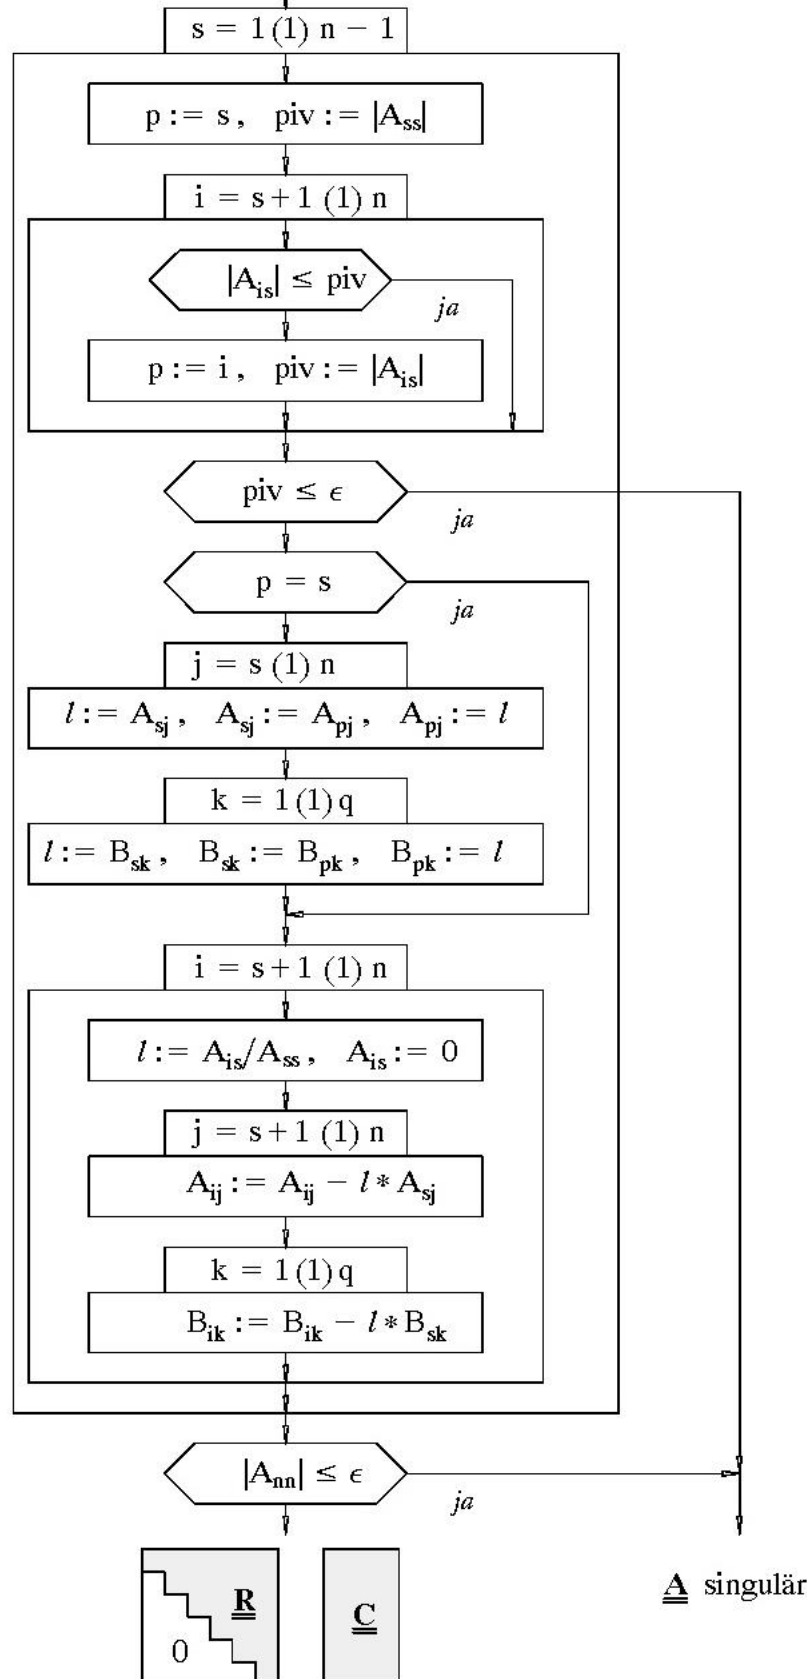 s = 1(1) n − 1
p := s , piv := |A_ss|
i = s+1 (1) n
|A_is| ≤ piv
ja
p := i , piv := |A_is|
piv ≤ ϵ
ja
p = s
ja
j = s (1) n
l := A_sj , A_sj := A_pj , A_pj := l
k = 1(1) q
l := B_sk , B_sk := B_pk , B_pk := l
i = s+1 (1) n
l := A_is/A_ss , A_is := 0
j = s+1 (1) n
A_ij := A_ij − l * A_sj
k = 1(1) q
B_ik := B_ik − l * B_sk
|A_nn| ≤ ϵ
ja
R
0
C
A singulär